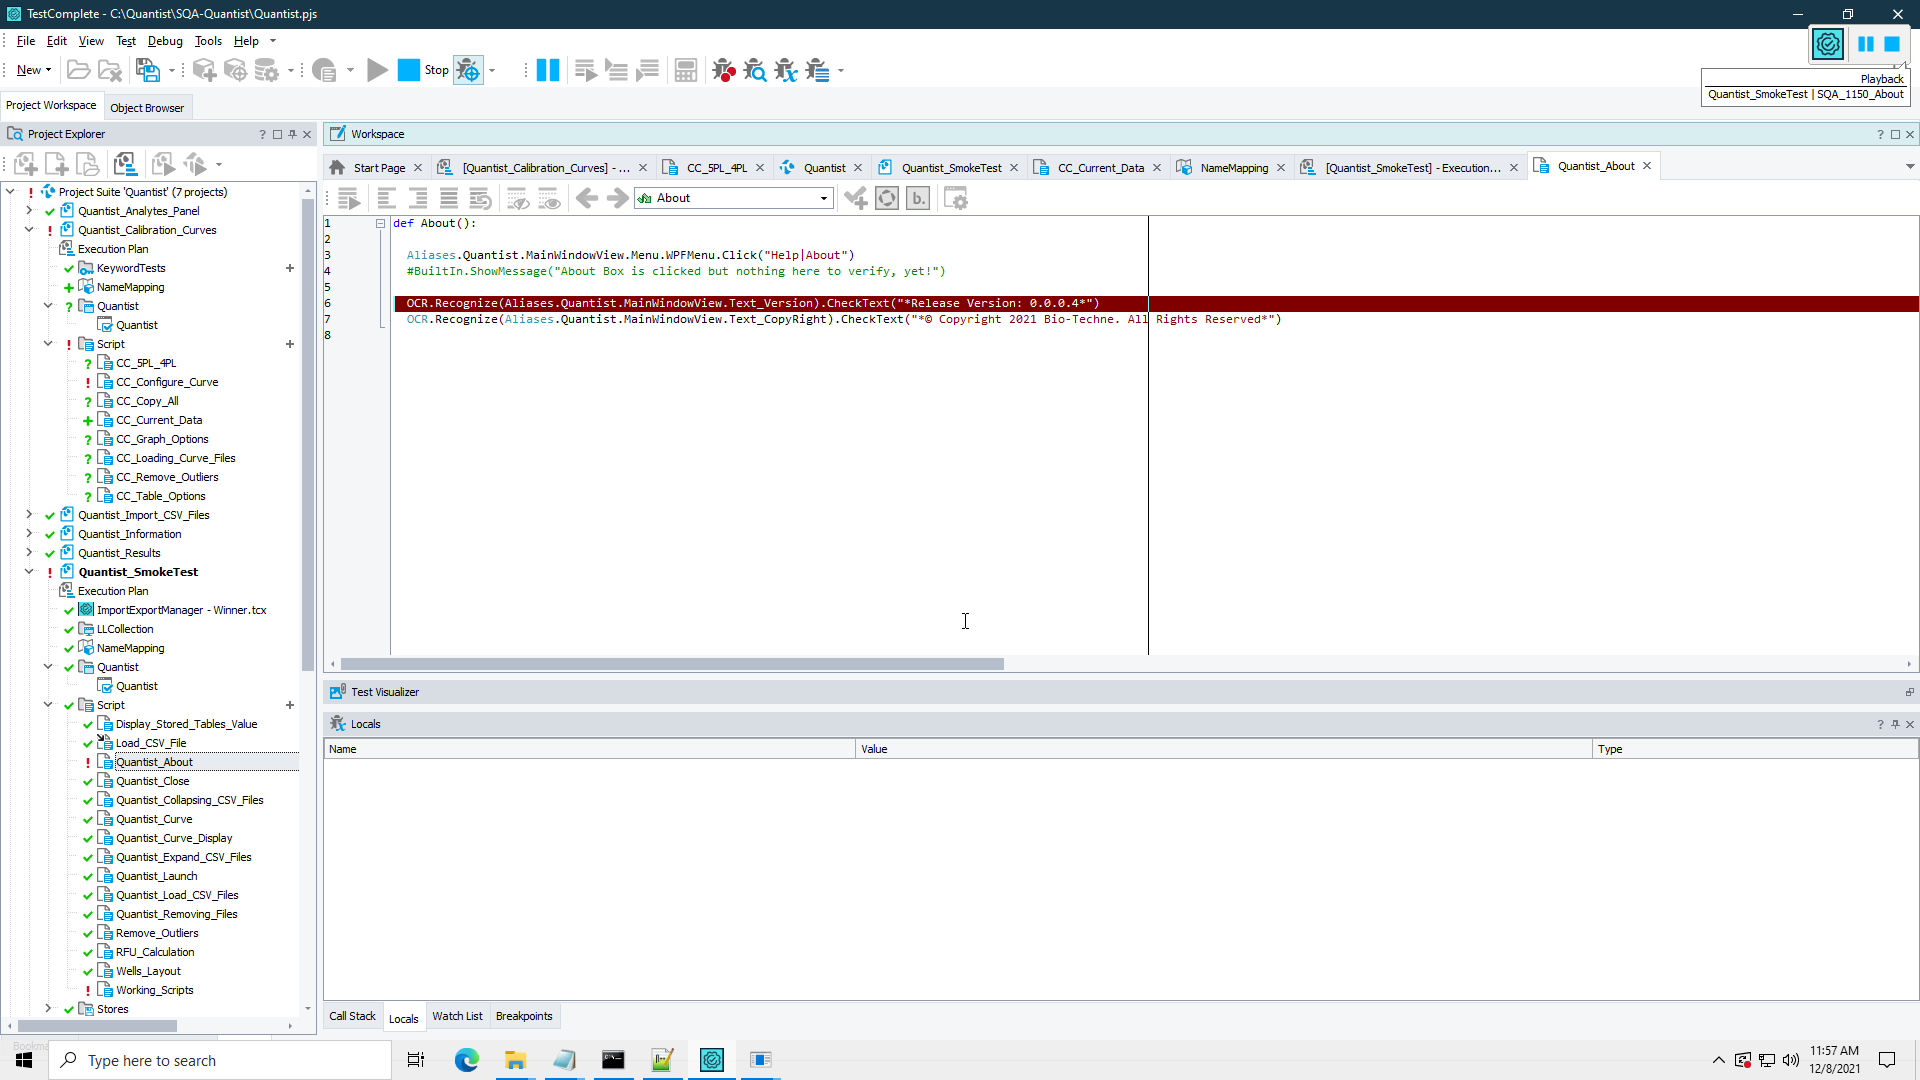 TestComplete - C:\Quantist\SQA-Quantist\Quantist.pjs
File Edit View Test Debug Tools Help
New Stop
Playback
Quantist_SmokeTest | SQA_1150_About
Project Workspace Object Browser
Project Explorer
Workspace
Start Page [Quantist_Calibration_Curves] - ... CC_5PL_4PL Quantist Quantist_SmokeTest CC_Current_Data NameMapping [Quantist_SmokeTest] - Execution... Quantist_About
About
Project Suite 'Quantist' (7 projects)
Quantist_Analytes_Panel
Quantist_Calibration_Curves
Execution Plan
KeywordTests
NameMapping
Quantist
Quantist
Script
CC_5PL_4PL
CC_Configure_Curve
CC_Copy_All
CC_Current_Data
CC_Graph_Options
CC_Loading_Curve_Files
CC_Remove_Outliers
CC_Table_Options
Quantist_Import_CSV_Files
Quantist_Information
Quantist_Results
Quantist_SmokeTest
Execution Plan
ImportExportManager - Winner.tcx
LLCollection
NameMapping
Quantist
Quantist
Script
Display_Stored_Tables_Value
Load_CSV_File
Quantist_About
Quantist_Close
Quantist_Collapsing_CSV_Files
Quantist_Curve
Quantist_Curve_Display
Quantist_Expand_CSV_Files
Quantist_Launch
Quantist_Load_CSV_Files
Quantist_Removing_Files
Remove_Outliers
RFU_Calculation
Wells_Layout
Working_Scripts
Stores
1 def About():
2
3 Aliases.Quantist.MainWindowView.Menu.WPFMenu.Click("Help|About")
4 #BuiltIn.ShowMessage("About Box is clicked but nothing here to verify, yet!")
5
6 OCR.Recognize(Aliases.Quantist.MainWindowView.Text_Version).CheckText("*Release Version: 0.0.0.4*")
7 OCR.Recognize(Aliases.Quantist.MainWindowView.Text_CopyRight).CheckText("*© Copyright 2021 Bio-Techne. All Rights Reserved*")
8
Test Visualizer
Locals
Name Value Type
Call Stack Locals Watch List Breakpoints
Bookma
Type here to search
11:57 AM
12/8/2021